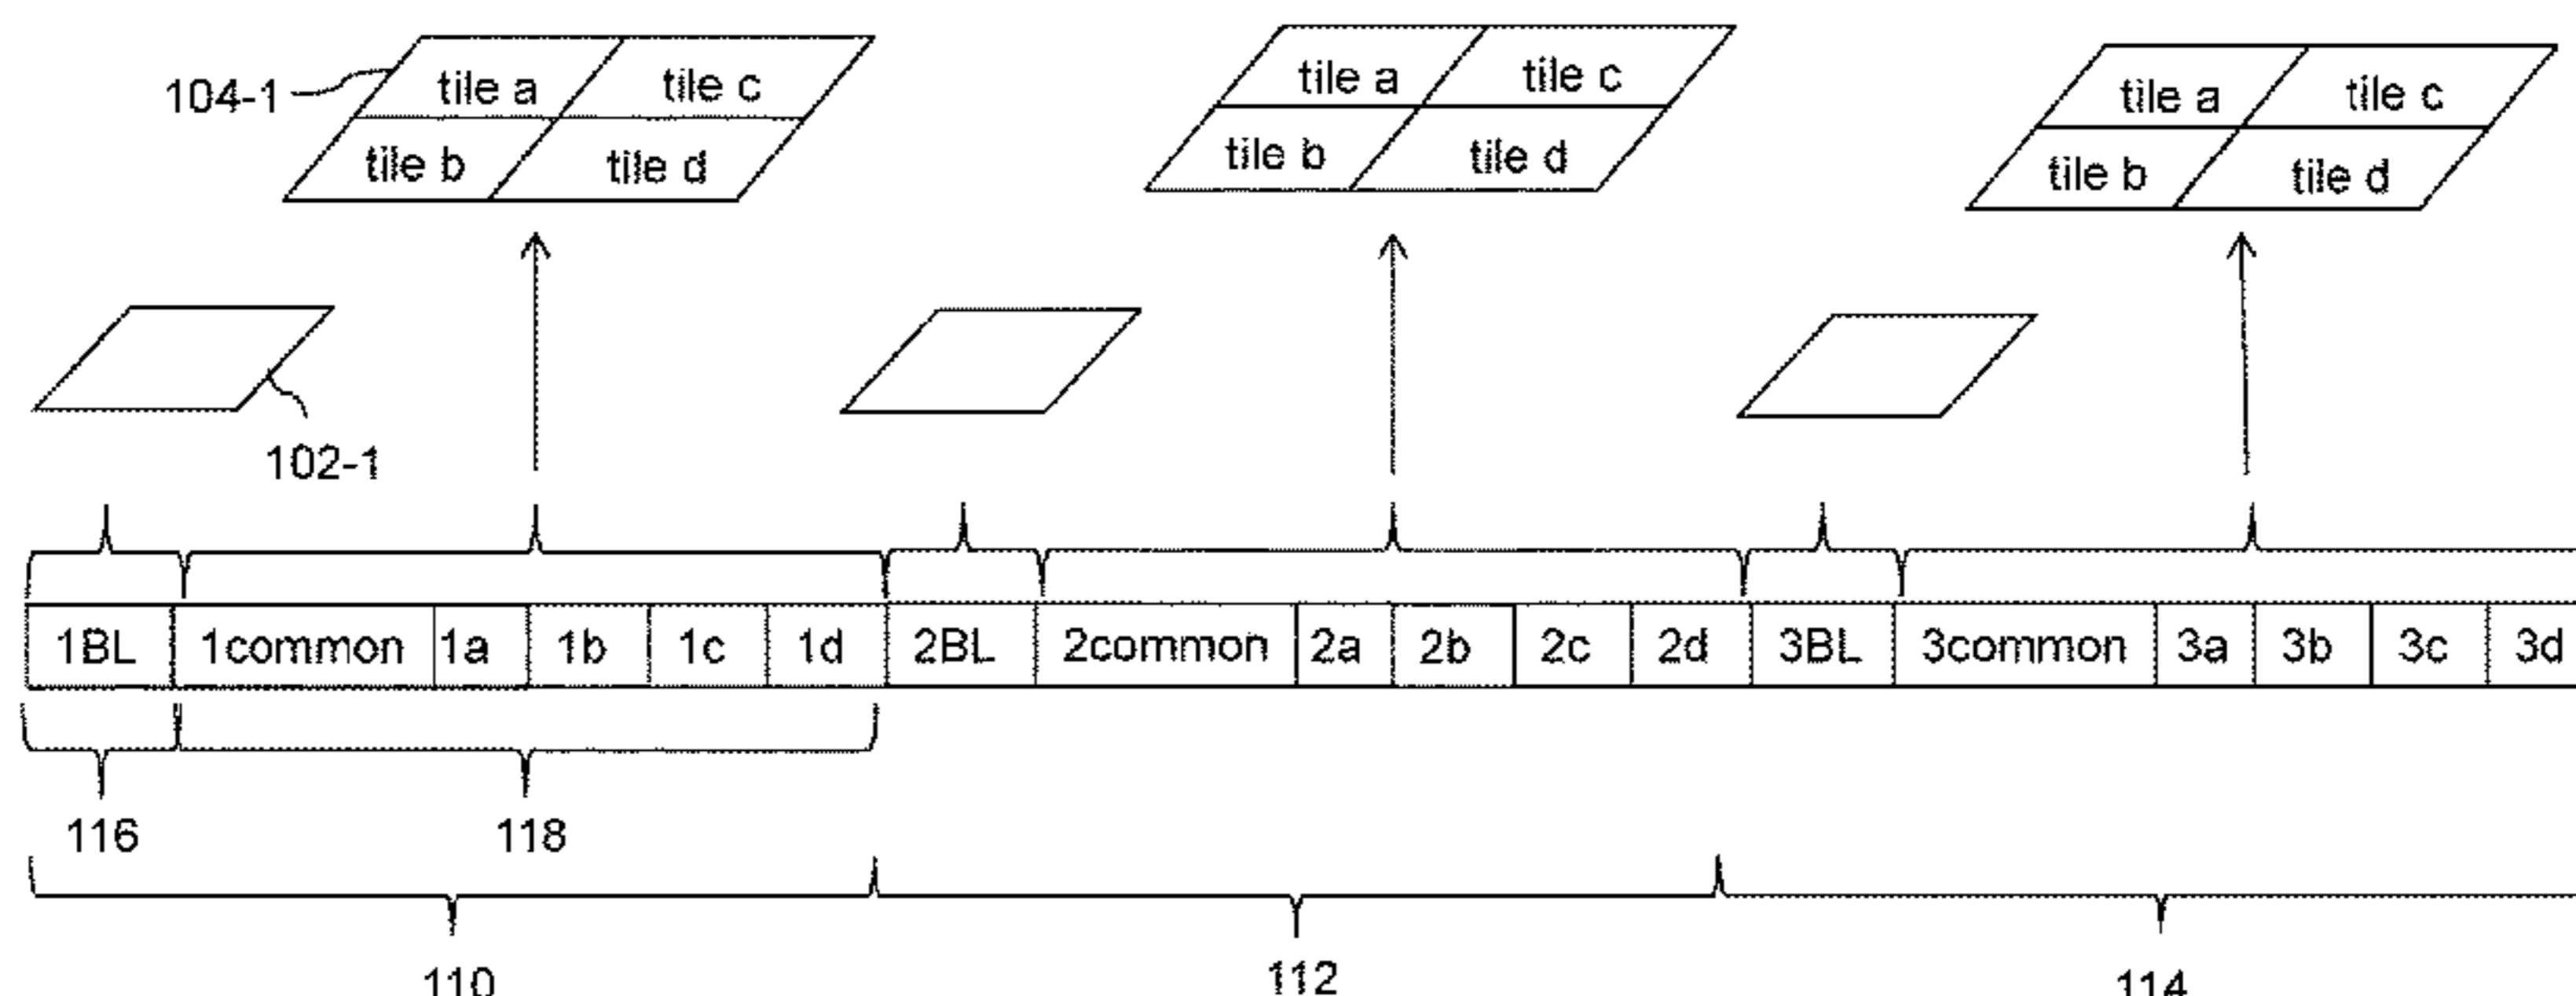 104-1
tile a tile c
tile b tile d
tile a tile c
tile b tile d
tile a tile c
tile b tile d
102-1
1BL 1common 1a 1b 1c 1d 2BL 2common 2a 2b 2c 2d 3BL 3common 3a 3b 3c 3d
116 118
110 112 114